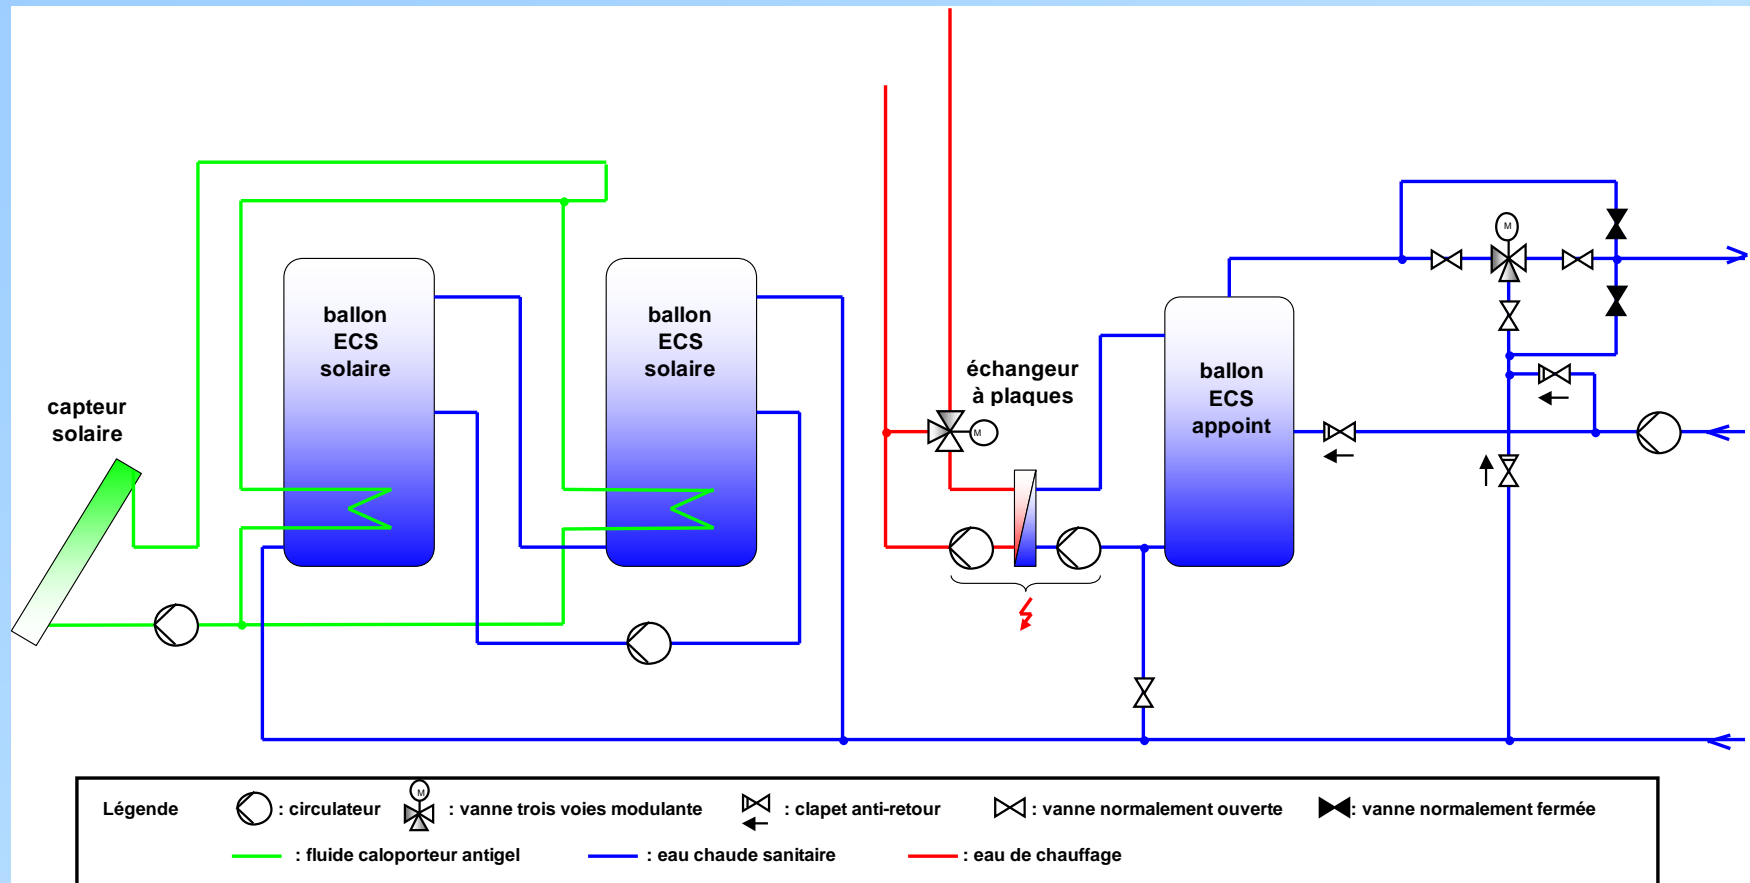 ballon
ECS
solaire
ballon
ECS
solaire
capteur
solaire
échangeur
à plaques
M
ballon
ECS
appoint
M
Légende
: circulateur
M
: vanne trois voies modulante
: clapet anti-retour
: vanne normalement ouverte
: vanne normalement fermée
: fluide caloporteur antigel
: eau chaude sanitaire
: eau de chauffage